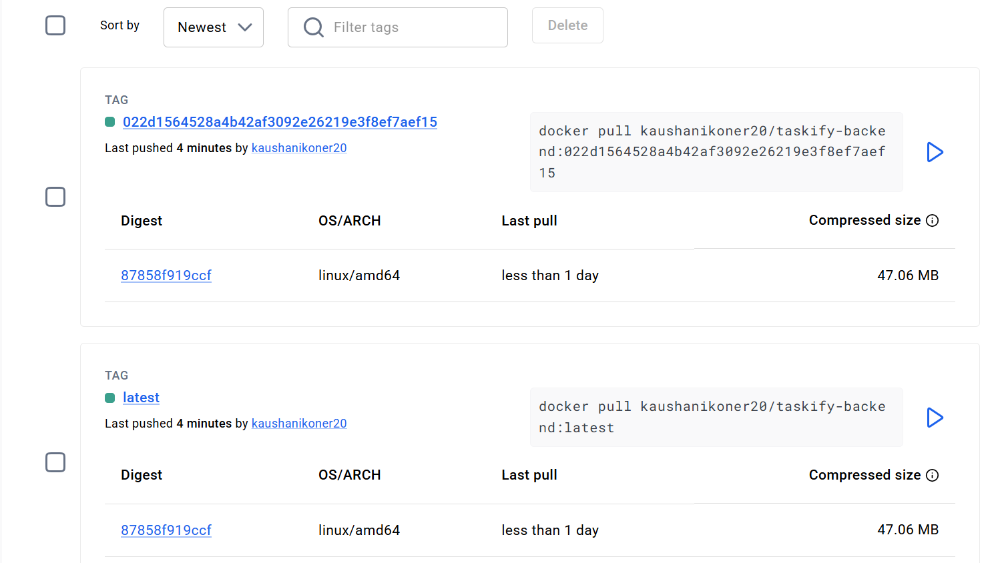 Sort by
Newest
Filter tags
Delete
TAG
022d1564528a4b42af3092e26219e3f8ef7aef15
Last pushed 4 minutes by kaushanikoner20
docker pull kaushanikoner20/taskify-backe
nd:022d1564528a4b42af3092e26219e3f8ef7aef
15
Digest OS/ARCH Last pull Compressed size
87858f919ccf linux/amd64 less than 1 day 47.06 MB
TAG
latest
Last pushed 4 minutes by kaushanikoner20
docker pull kaushanikoner20/taskify-backe
nd:latest
Digest OS/ARCH Last pull Compressed size
87858f919ccf linux/amd64 less than 1 day 47.06 MB